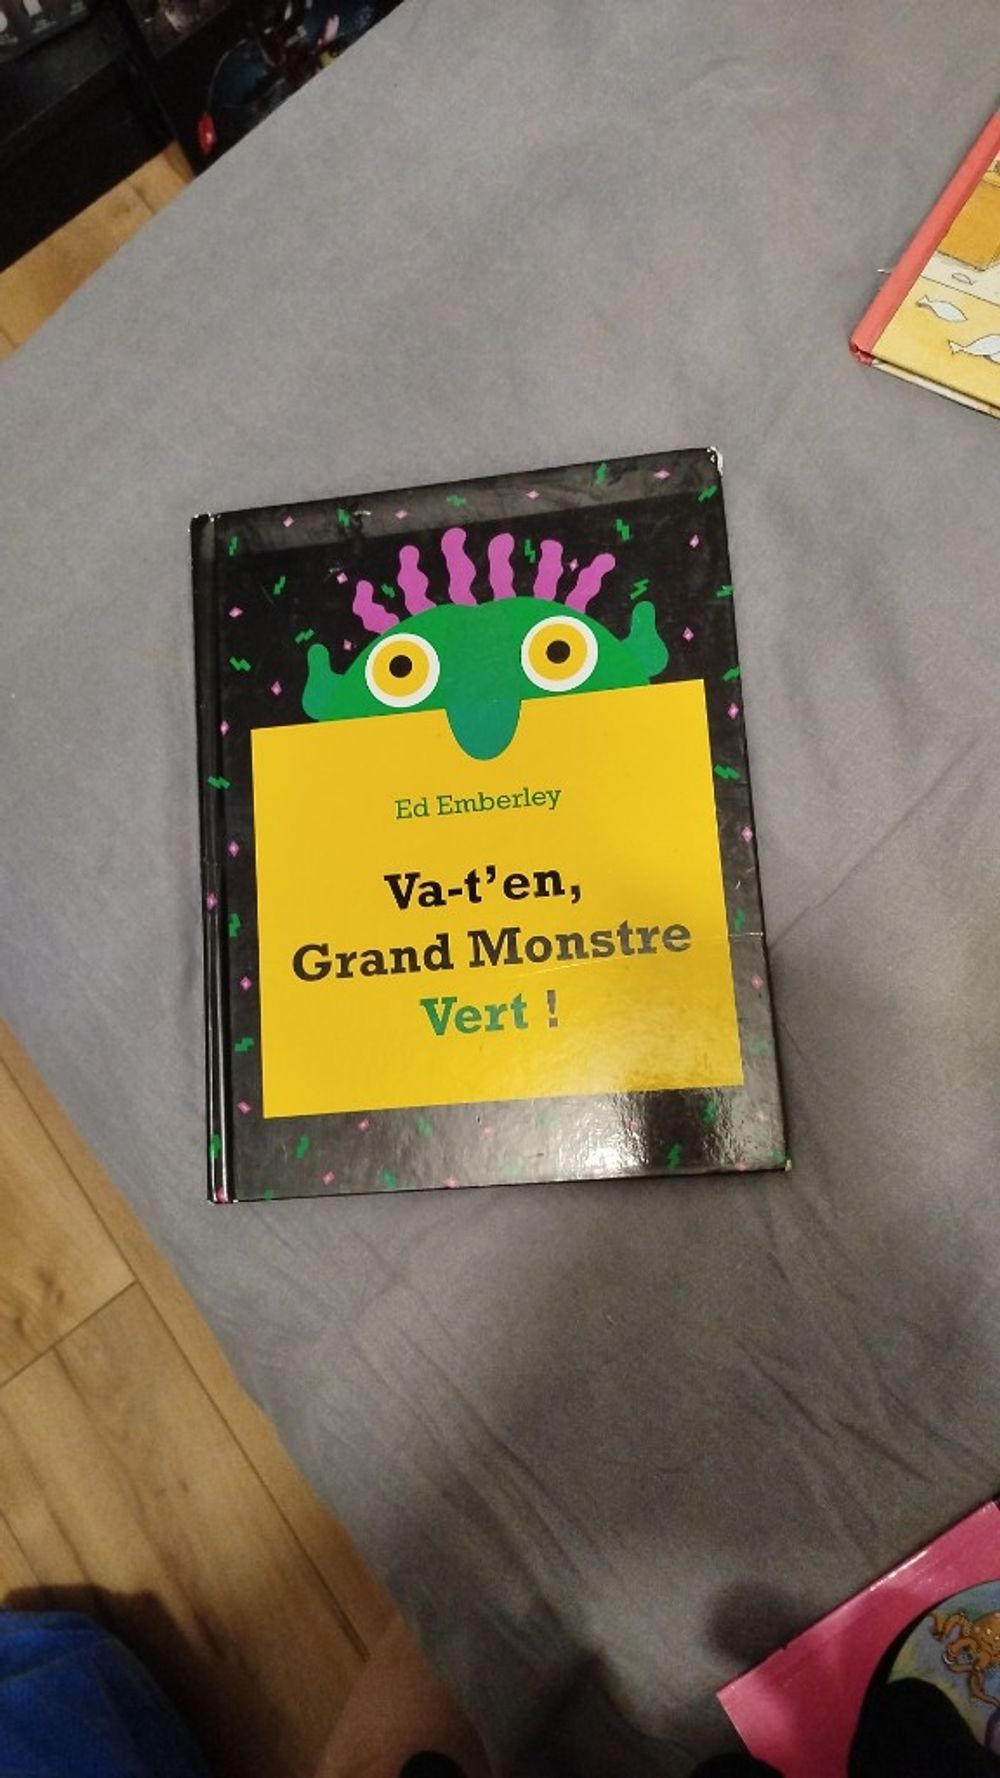 Ed Emberley
Va-t'en,
Grand Monstre
Vert !